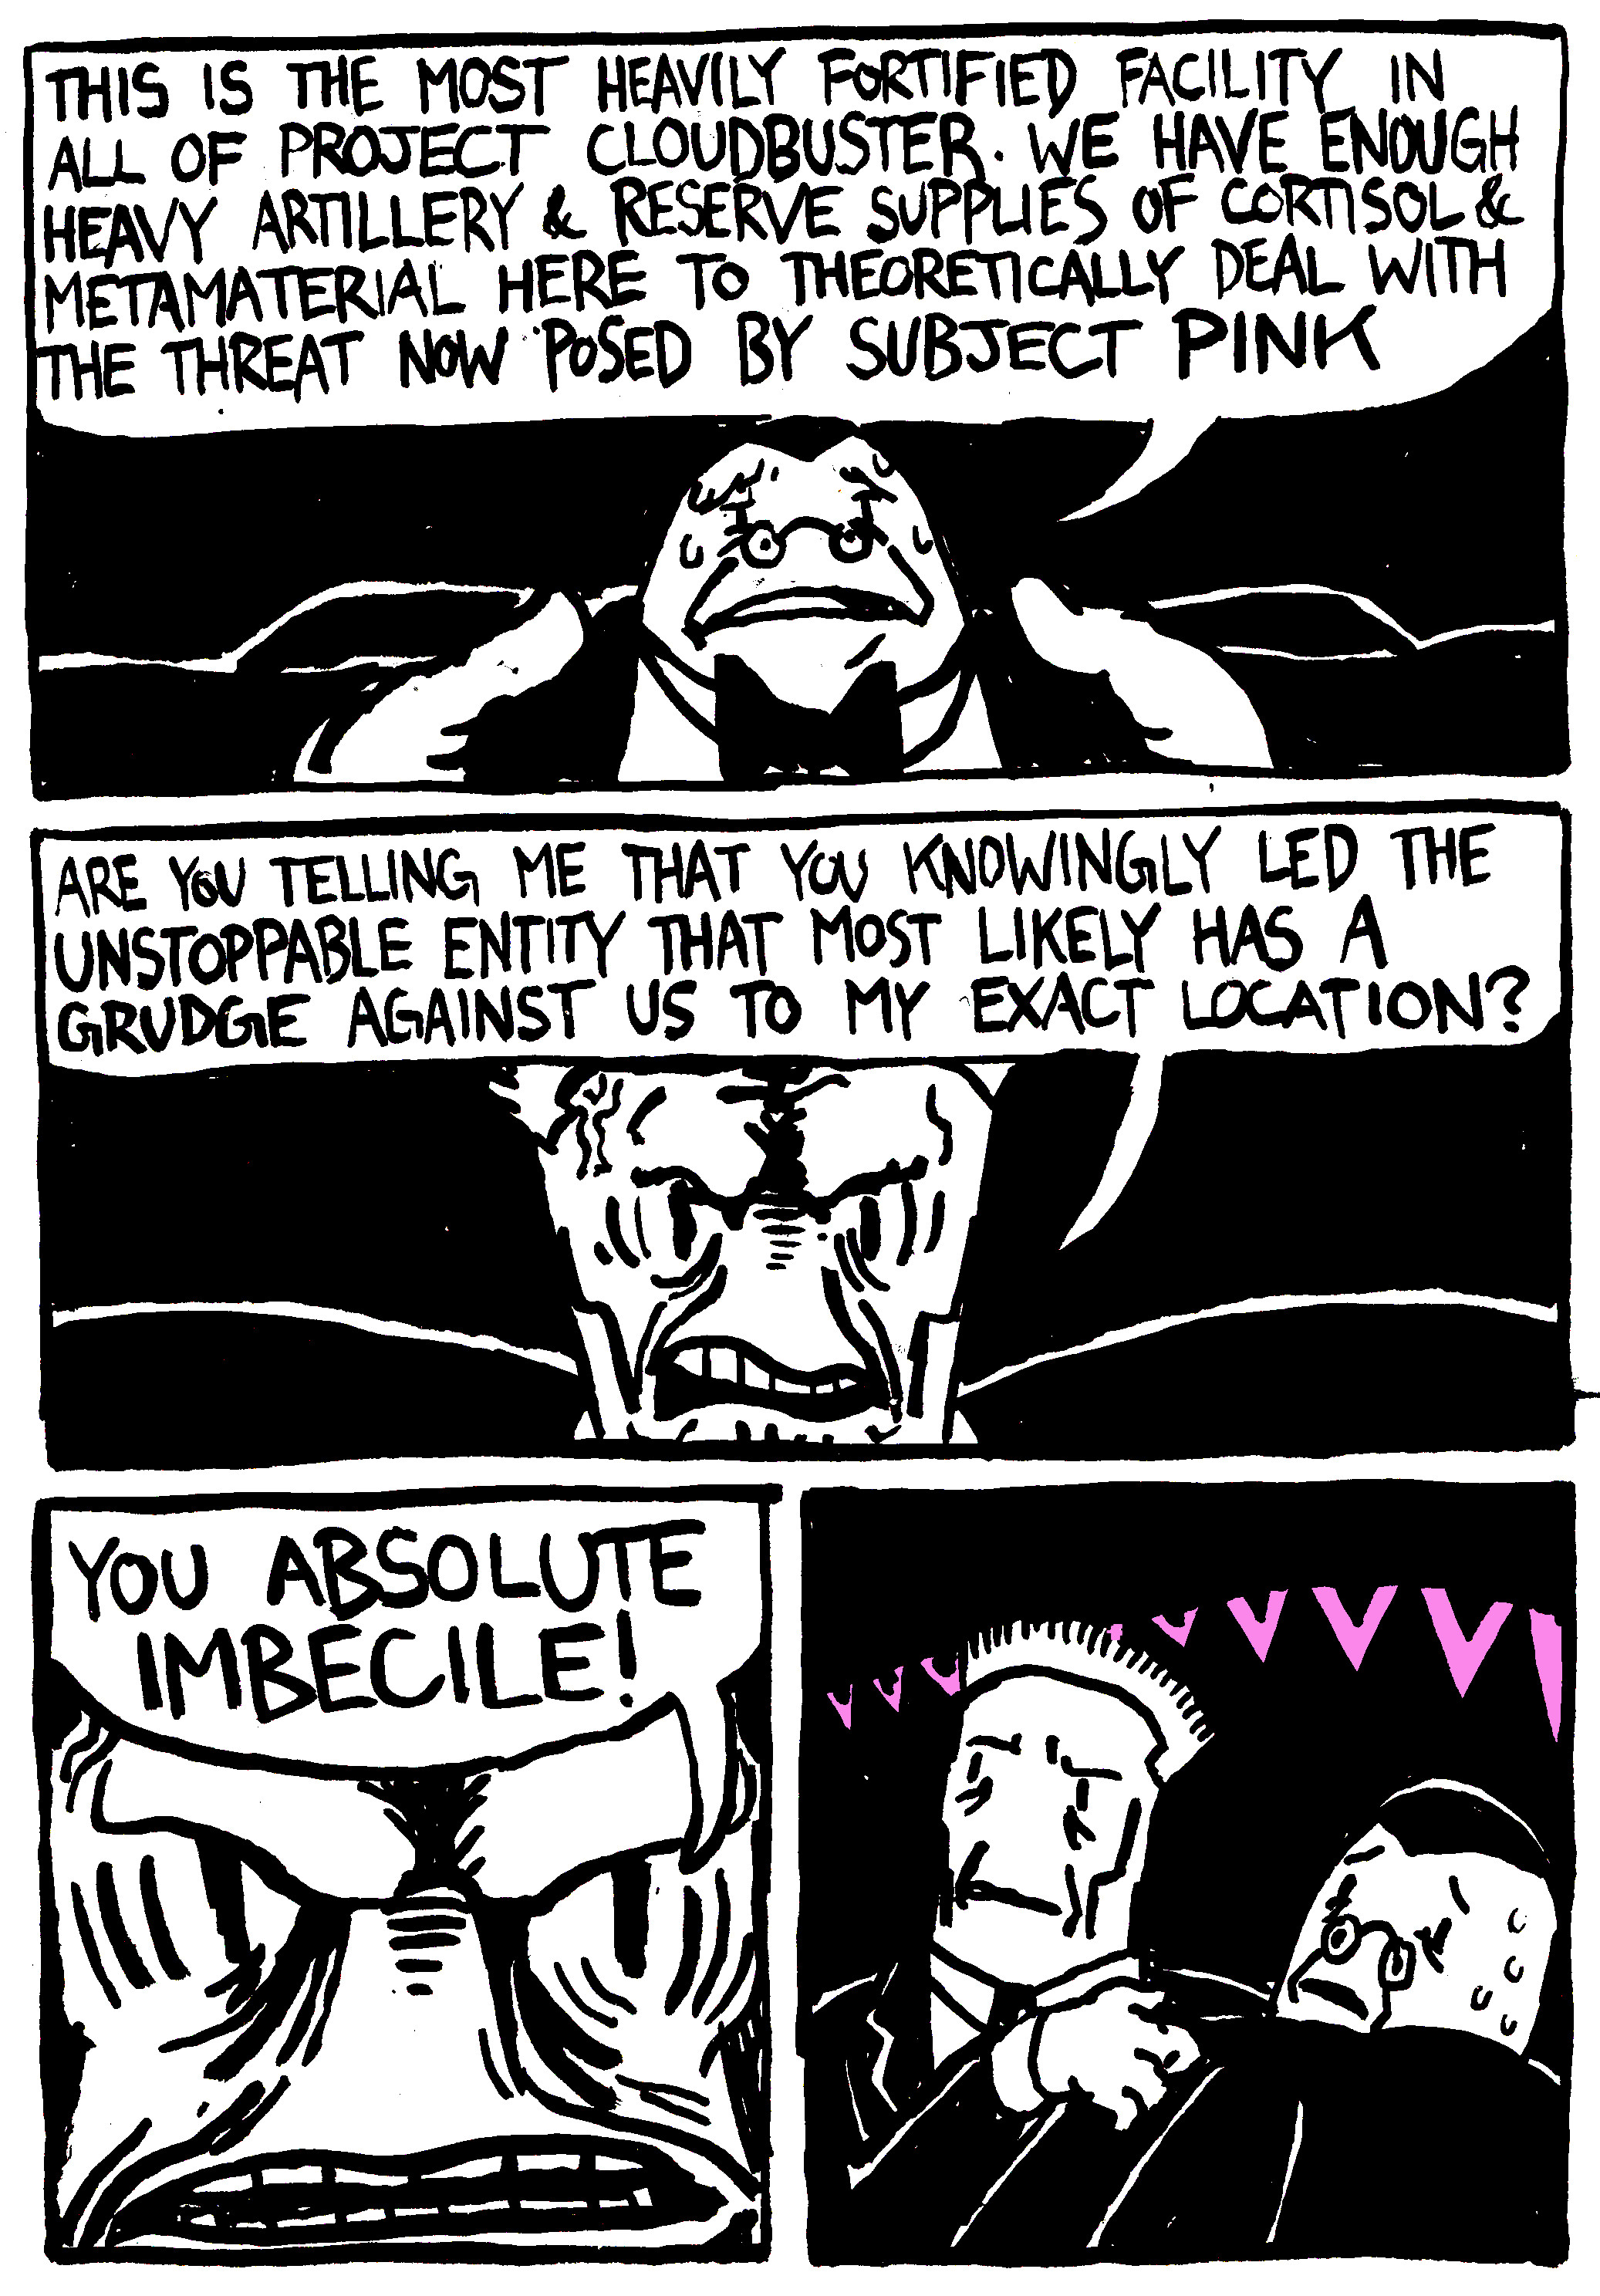 THIS IS THE MOST HEAVILY FORTIFIED FACILITY IN
ALL OF PROJECT CLOUDBUSTER. WE HAVE ENOUGH
HEAVY ARTILLERY & RESERVE SUPPLIES OF CORTISOL &
METAMATERIAL HERE TO THEORETICALLY DEAL WITH
THE THREAT NOW POSED BY SUBJECT PINK
ARE YOU TELLING ME THAT YOU KNOWINGLY LED THE
UNSTOPPABLE ENTITY THAT MOST LIKELY HAS A
GRUDGE AGAINST US TO MY EXACT LOCATION?
YOU ABSOLUTE
IMBECILE!